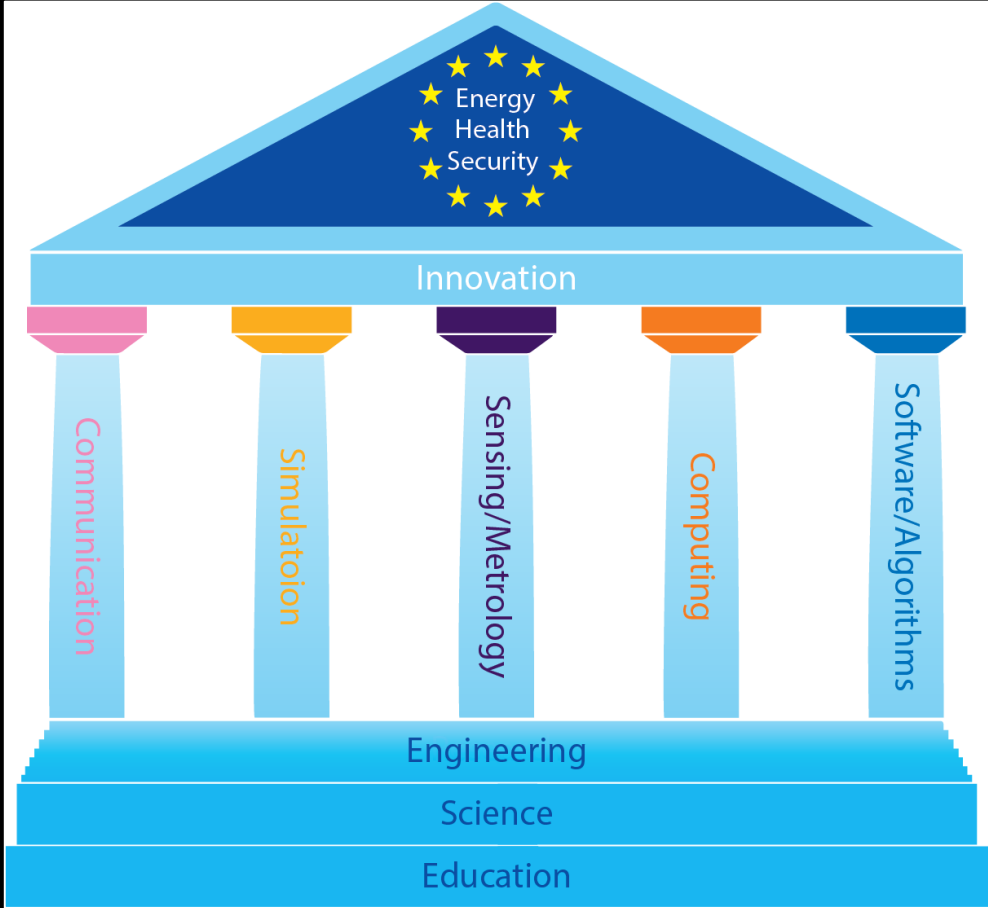 Energy
Health
Security
Innovation
Communication
Simulatoion
Sensing/Metrology
Computing
Software/Algorithms
Engineering
Science
Education